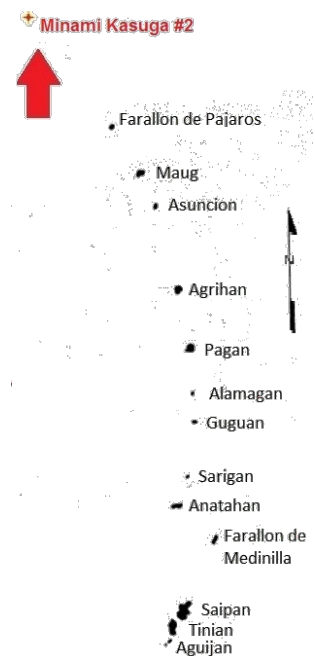 Minami Kasuga #2
Farallon de Pajaros
Maug
Asuncion
N
Agrihan
Pagan
Alamagan
Guguan
Sarigan
Anatahan
Farallon de
Medinilla
Saipan
Tinian
Aguijan